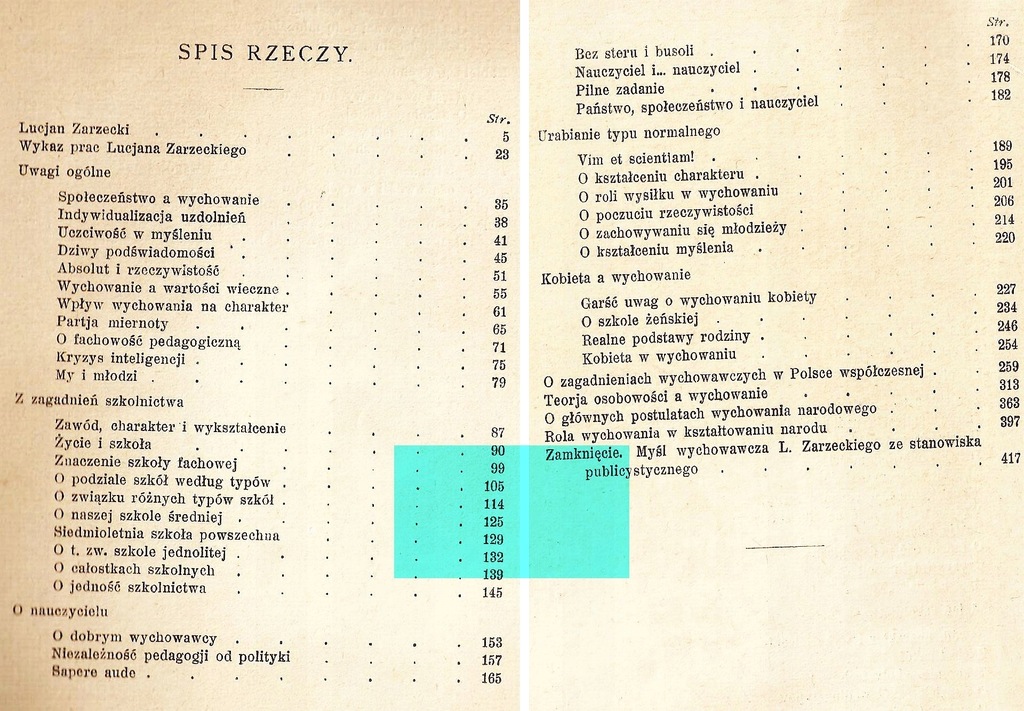 SPIS RZECZY.
Str.
Lucjan Zarzecki . . . . . . . 5
Wykaz prac Lucjana Zarzeckiego . . . . . 23
Uwagi ogólne
Społeczeństwo a wychowanie . . . . . 35
Indywidualizacja uzdolnień . . . . . 38
Uczciwość w myśleniu . . . . . . 41
Dziwy podświadomości . . . . . . 45
Absolut i rzeczywistość . . . . . . 51
Wychowanie a wartości wieczne . . . . . 55
Wpływ wychowania na charakter . . . . 61
Partja miernoty . . . . . . . 65
O fachowość pedagogiczną . . . . . 71
Kryzys inteligencji . . . . . . . 75
My i młodzi . . . . . . . . 79
Z zagadnień szkolnictwa
Zawód, charakter i wykształcenie . . . . 87
Życie i szkoła . . . . . . 90
Znaczenie szkoły fachowej . . . . . 99
O podziale szkół według typów . . . . . 105
O związku różnych typów szkół . . . . . 114
O naszej szkole średniej . . . . . . 125
Siedmioletnia szkoła powszechna . . . . 129
O t. zw. szkole jednolitej . . . . . . 132
O całostkach szkolnych . . . . . . 139
O jedność szkolnictwa . . . . . . 145
O nauczycielu
O dobrym wychowawcy . . . . . . 153
Niezależność pedagogji od polityki . . . . 157
Sapere aude . . . . . . . . 165
Str.
Bez steru i busoli . . . . . . . 170
Nauczyciel i... nauczyciel . . . . . . 174
Pilne zadanie . . . . . . . 178
Państwo, społeczeństwo i nauczyciel . . . . 182
Urabianie typu normalnego
Vim et scientiam! . . . . . . . 189
O kształceniu charakteru . . . . . . 195
O roli wysiłku w wychowaniu . . . . . 201
O poczuciu rzeczywistości . . . . . 206
O zachowywaniu się młodzieży . . . . . 214
O kształceniu myślenia . . . . . . 220
Kobieta a wychowanie
Garść uwag o wychowaniu kobiety . . . . 227
O szkole żeńskiej . . . . . . . 234
Realne podstawy rodziny . . . . . . 246
Kobieta w wychowaniu . . . . . . 254
O zagadnieniach wychowawczych w Polsce współczesnej . . 259
Teorja osobowości a wychowanie . . . . . 313
O głównych postulatach wychowania narodowego . . . 363
Rola wychowania w kształtowaniu narodu . . . . 397
Zamknięcie. Myśl wychowawcza L. Zarzeckiego ze stanowiska
publicystycznego . . . . . . . 417